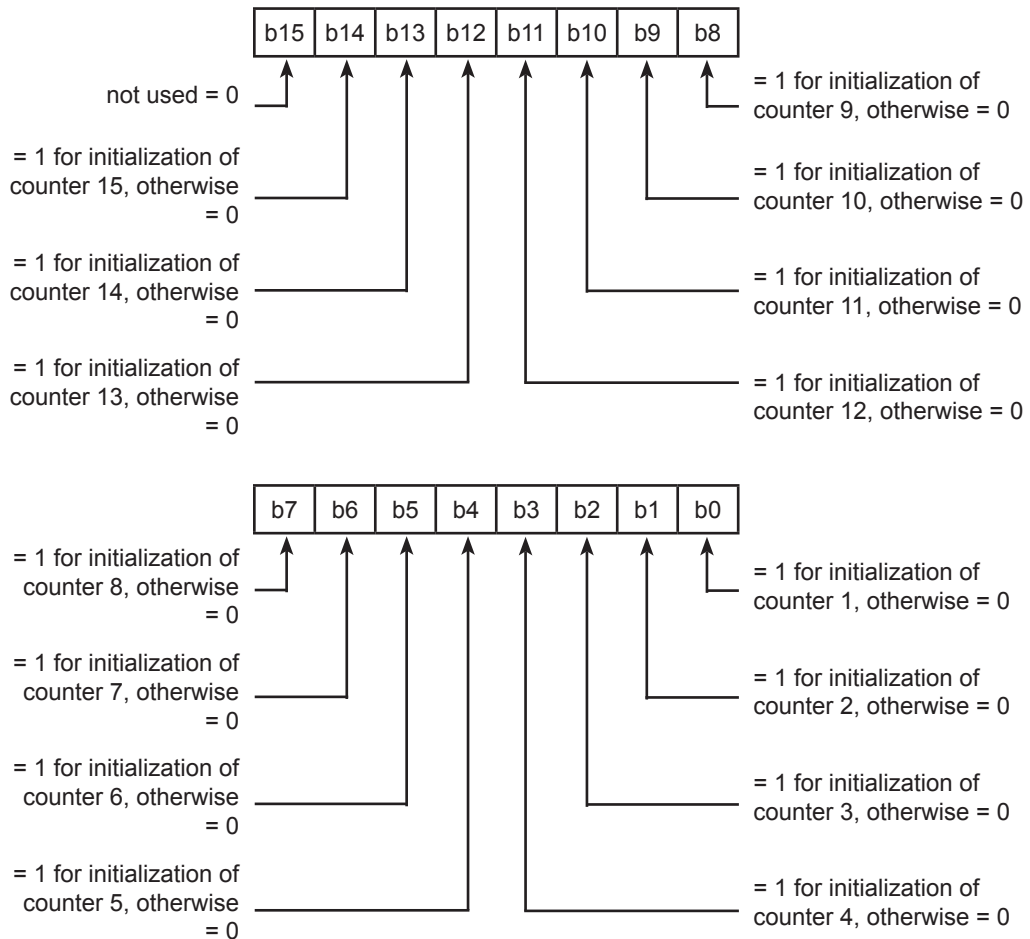 b15 b14 b13 b12 b11 b10 b9 b8
not used = 0
= 1 for initialization of
counter 15, otherwise
= 0
= 1 for initialization of
counter 14, otherwise
= 0
= 1 for initialization of
counter 13, otherwise
= 0
= 1 for initialization of
counter 9, otherwise = 0
= 1 for initialization of
counter 10, otherwise = 0
= 1 for initialization of
counter 11, otherwise = 0
= 1 for initialization of
counter 12, otherwise = 0
b7 b6 b5 b4 b3 b2 b1 b0
= 1 for initialization of
counter 8, otherwise
= 0
= 1 for initialization of
counter 7, otherwise
= 0
= 1 for initialization of
counter 6, otherwise
= 0
= 1 for initialization of
counter 5, otherwise
= 0
= 1 for initialization of
counter 1, otherwise = 0
= 1 for initialization of
counter 2, otherwise = 0
= 1 for initialization of
counter 3, otherwise = 0
= 1 for initialization of
counter 4, otherwise = 0